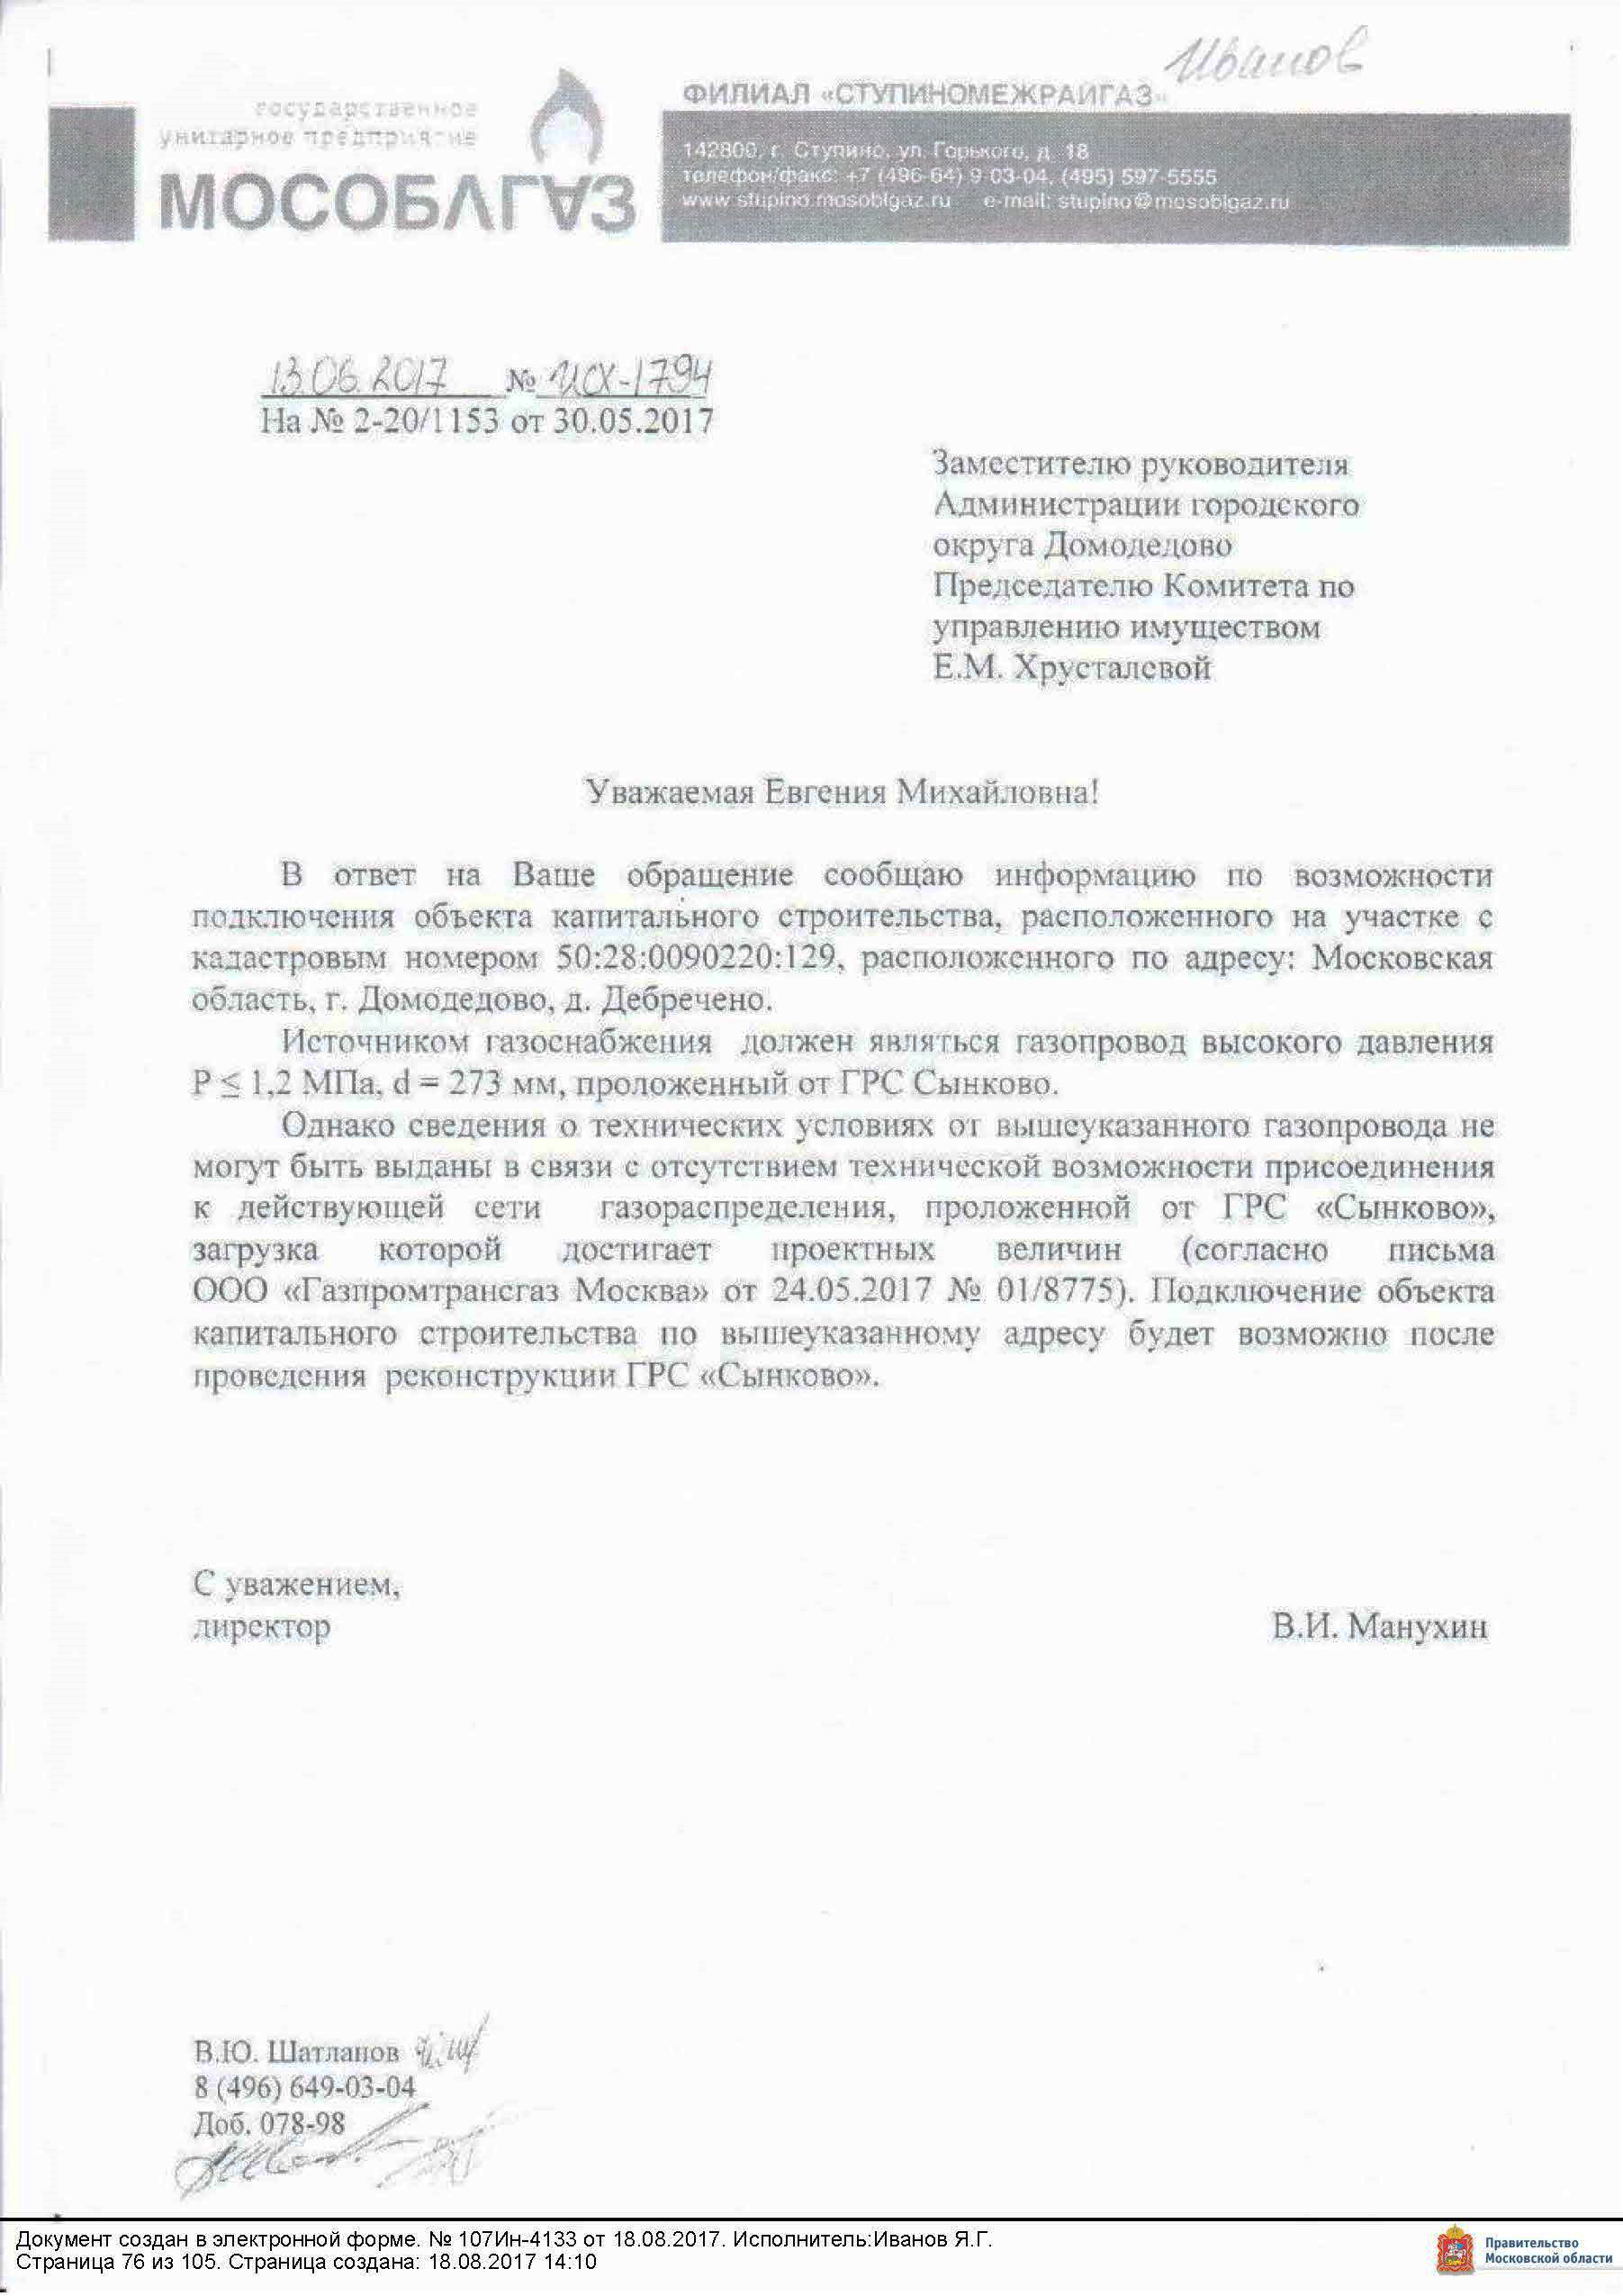 Иванов
государственное
унитарное предприятие
МОСОБЛГАЗ
ФИЛИАЛ «СТУПИНОМЕЖРАЙГАЗ»
142800, г. Ступино, ул. Горького, д. 18
телефон/факс: +7 (496-64) 9-03-04, (495) 597-5555
www.stupino.mosoblgaz.ru e-mail: stupino@mosoblgaz.ru
13.06.2017 № исх-1794
На № 2-20/1153 от 30.05.2017
Заместителю руководителя
Администрации городского
округа Домодедово
Председателю Комитета по
управлению имуществом
Е.М. Хрусталевой
Уважаемая Евгения Михайловна!
В ответ на Ваше обращение сообщаю информацию по возможности
подключения объекта капитального строительства, расположенного на участке с
кадастровым номером 50:28:0090220:129, расположенного по адресу: Московская
область, г. Домодедово, д. Дебречено.
Источником газоснабжения должен являться газопровод высокого давления
Р ≤ 1,2 МПа, d = 273 мм, проложенный от ГРС Сынково.
Однако сведения о технических условиях от вышеуказанного газопровода не
могут быть выданы в связи с отсутствием технической возможности присоединения
к действующей сети газораспределения, проложенной от ГРС «Сынково»,
загрузка которой достигает проектных величин (согласно письма
ООО «Газпромтрансгаз Москва» от 24.05.2017 № 01/8775). Подключение объекта
капитального строительства по вышеуказанному адресу будет возможно после
проведения реконструкции ГРС «Сынково».
С уважением,
директор
В.И. Манухин
В.Ю. Шатланов
8 (496) 649-03-04
Доб. 078-98
Документ создан в электронной форме. № 107Ин-4133 от 18.08.2017. Исполнитель:Иванов Я.Г.
Страница 76 из 105. Страница создана: 18.08.2017 14:10
Правительство
Московской области